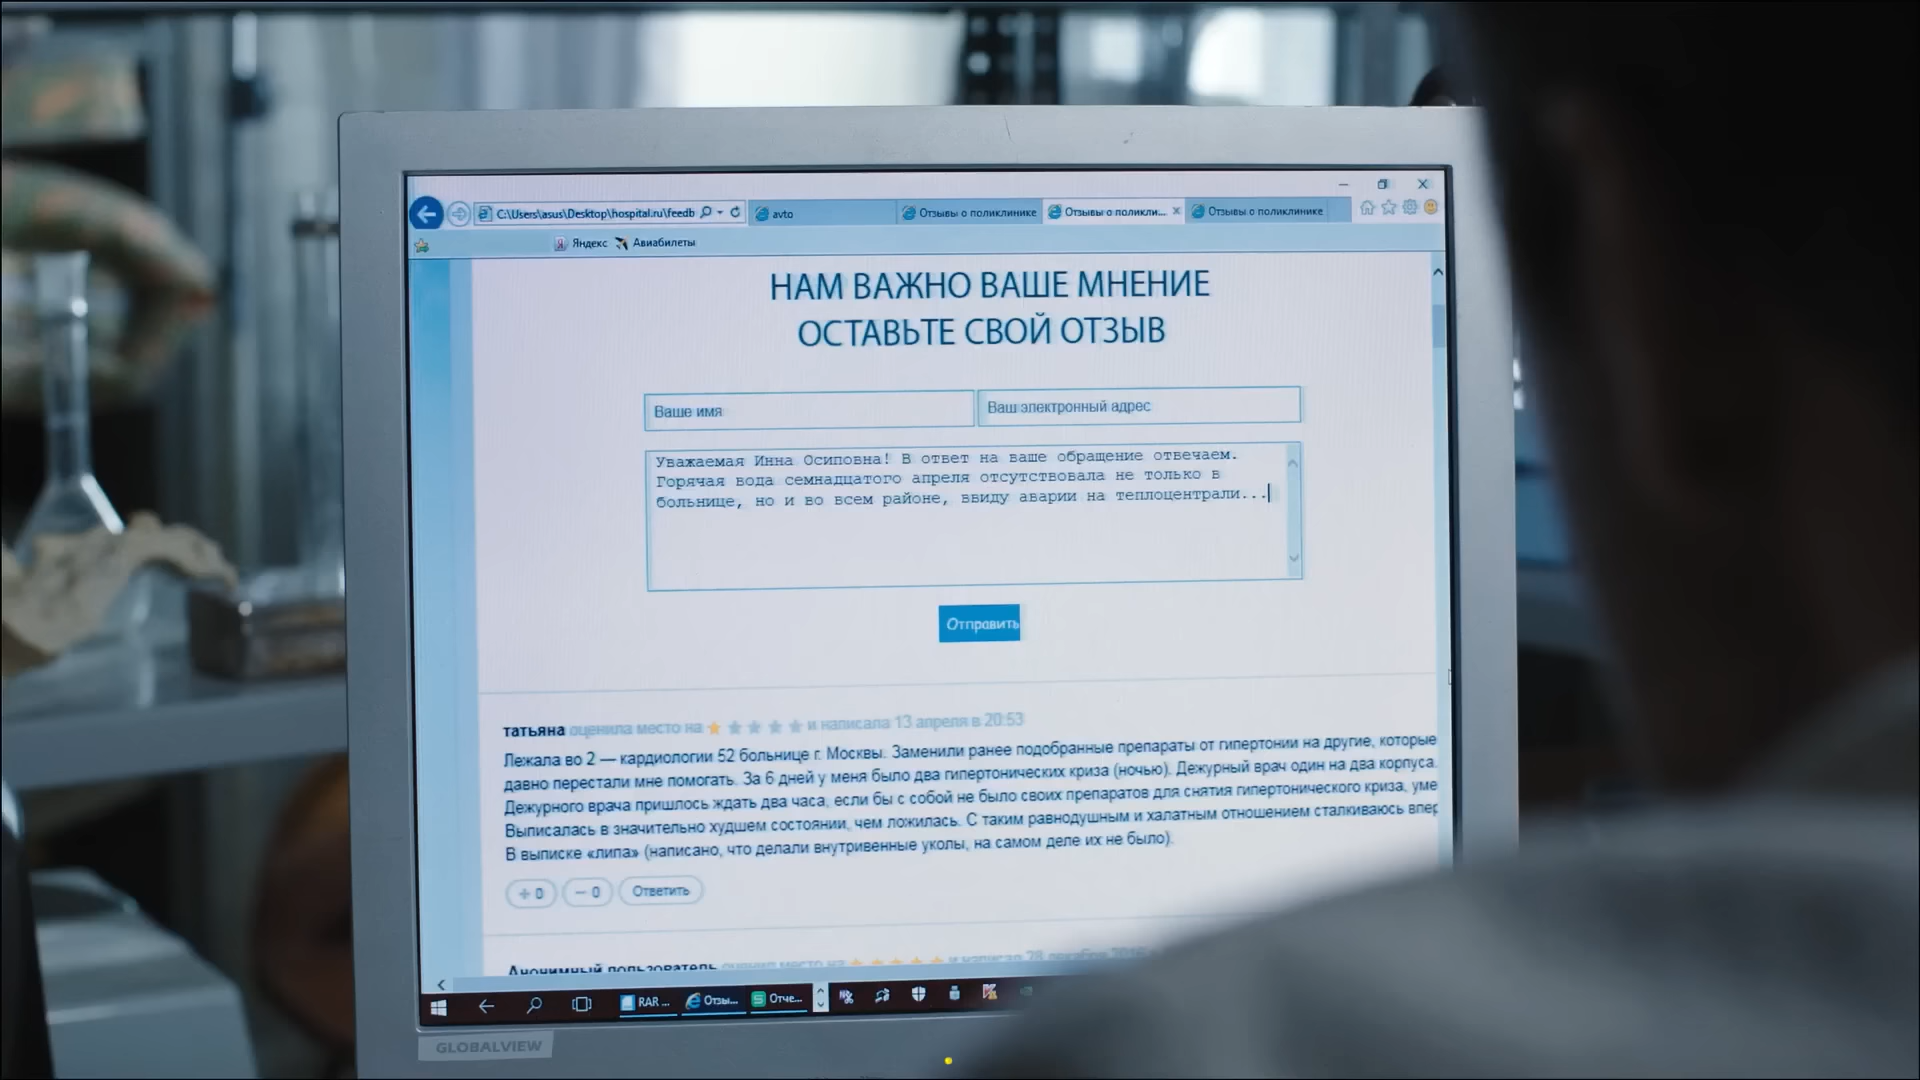 C:\Users\asus\Desktop\hospital.ru\feedb
avto
Отзывы о поликлинике
Отзывы о поликли...
Отзывы о поликлинике
Яндекс
Авиабилеты
НАМ ВАЖНО ВАШЕ МНЕНИЕ
ОСТАВЬТЕ СВОЙ ОТЗЫВ
Ваше имя
Ваш электронный адрес
Уважаемая Инна Осиповна! В ответ на ваше обращение отвечаем.
Горячая вода семнадцатого апреля отсутствовала не только в
больнице, но и во всем районе, ввиду аварии на теплоцентрали...
Отправить
татьяна оценила место на и написала 13 апреля в 20:53
Лежала во 2 — кардиологии 52 больнице г. Москвы. Заменили ранее подобранные препараты от гипертонии на другие, которые
давно перестали мне помогать. За 6 дней у меня было два гипертонических криза (ночью). Дежурный врач один на два корпуса.
Дежурного врача пришлось ждать два часа, если бы с собой не было своих препаратов для снятия гипертонического криза, уме
Выписалась в значительно худшем состоянии, чем ложилась. С таким равнодушным и халатным отношением сталкиваюсь впер
В выписке «липа» (написано, что делали внутривенные уколы, на самом деле их не было).
+ 0
− 0
Ответить
Анонимный пользователь оценил место на и написал 28 декабря
RAR ...
Отзы...
Отче...
GLOBALVIEW